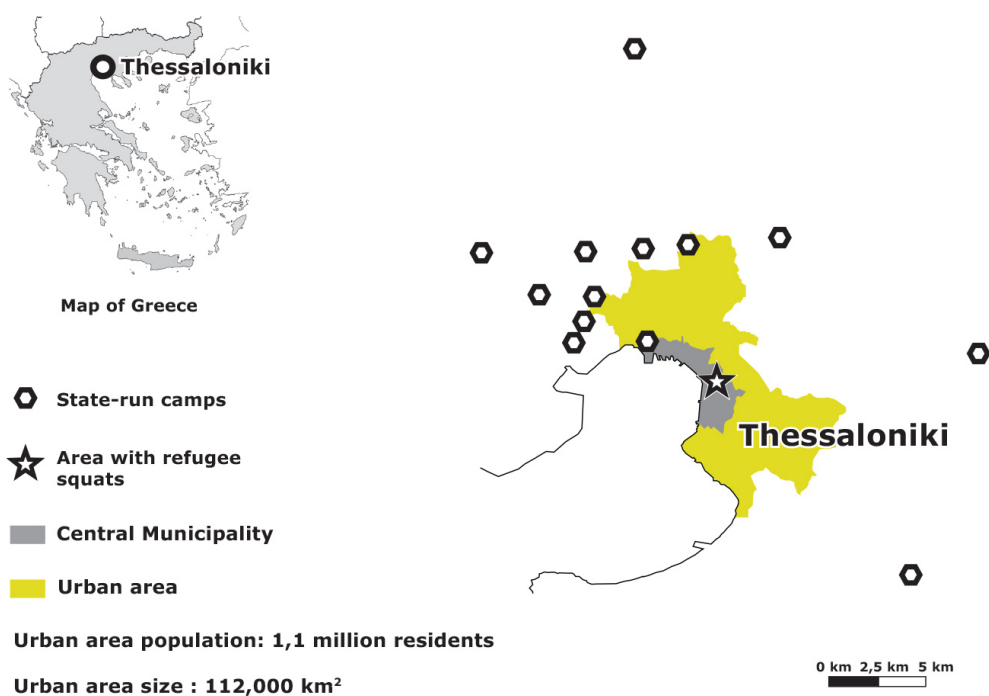 Thessaloniki
Map of Greece
State-run camps
Area with refugee
squats
Central Municipality
Urban area
Urban area population: 1,1 million residents
Urban area size : 112,000 km²
Thessaloniki
0 km 2,5 km 5 km